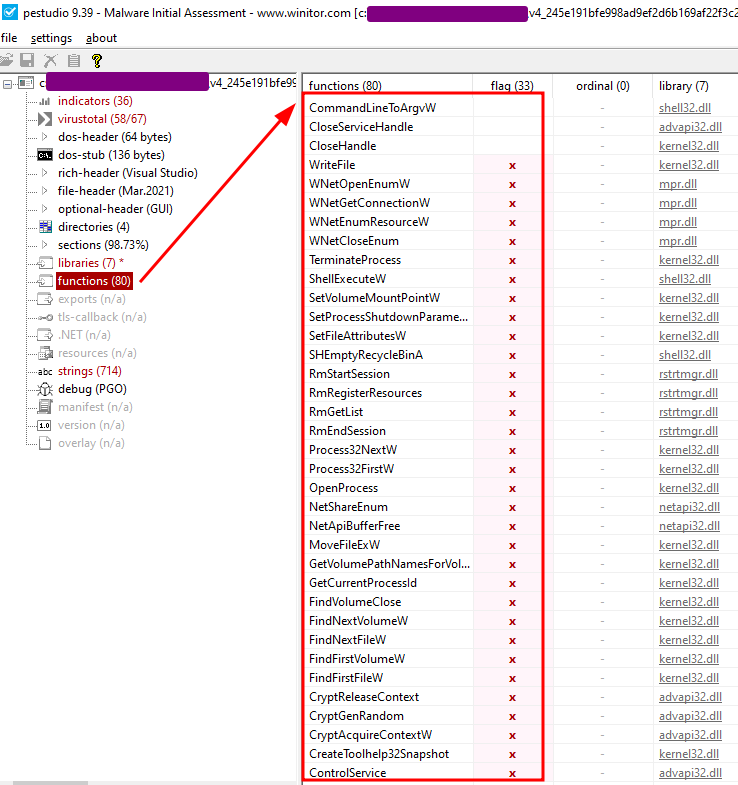 pestudio 9.39 - Malware Initial Assessment - www.winitor.com [c: v4_245e191bfe998ad9ef2d6b169af22f3c2
file settings about
c v4_245e191bfe99
indicators (36)
virustotal (58/67)
dos-header (64 bytes)
dos-stub (136 bytes)
rich-header (Visual Studio)
file-header (Mar.2021)
optional-header (GUI)
directories (4)
sections (98.73%)
libraries (7) *
functions (80)
exports (n/a)
tls-callback (n/a)
.NET (n/a)
resources (n/a)
abc strings (714)
debug (PGO)
manifest (n/a)
1.0 version (n/a)
overlay (n/a)
functions (80) flag (33) ordinal (0) library (7)
CommandLineToArgvW - shell32.dll
CloseServiceHandle - advapi32.dll
CloseHandle - kernel32.dll
WriteFile x - kernel32.dll
WNetOpenEnumW x - mpr.dll
WNetGetConnectionW x - mpr.dll
WNetEnumResourceW x - mpr.dll
WNetCloseEnum x - mpr.dll
TerminateProcess x - kernel32.dll
ShellExecuteW x - shell32.dll
SetVolumeMountPointW x - kernel32.dll
SetProcessShutdownParame... x - kernel32.dll
SetFileAttributesW x - kernel32.dll
SHEmptyRecycleBinA x - shell32.dll
RmStartSession x - rstrtmgr.dll
RmRegisterResources x - rstrtmgr.dll
RmGetList x - rstrtmgr.dll
RmEndSession x - rstrtmgr.dll
Process32NextW x - kernel32.dll
Process32FirstW x - kernel32.dll
OpenProcess x - kernel32.dll
NetShareEnum x - netapi32.dll
NetApiBufferFree x - netapi32.dll
MoveFileExW x - kernel32.dll
GetVolumePathNamesForVol... x - kernel32.dll
GetCurrentProcessId x - kernel32.dll
FindVolumeClose x - kernel32.dll
FindNextVolumeW x - kernel32.dll
FindNextFileW x - kernel32.dll
FindFirstVolumeW x - kernel32.dll
FindFirstFileW x - kernel32.dll
CryptReleaseContext x - advapi32.dll
CryptGenRandom x - advapi32.dll
CryptAcquireContextW x - advapi32.dll
CreateToolhelp32Snapshot x - kernel32.dll
ControlService x - advapi32.dll